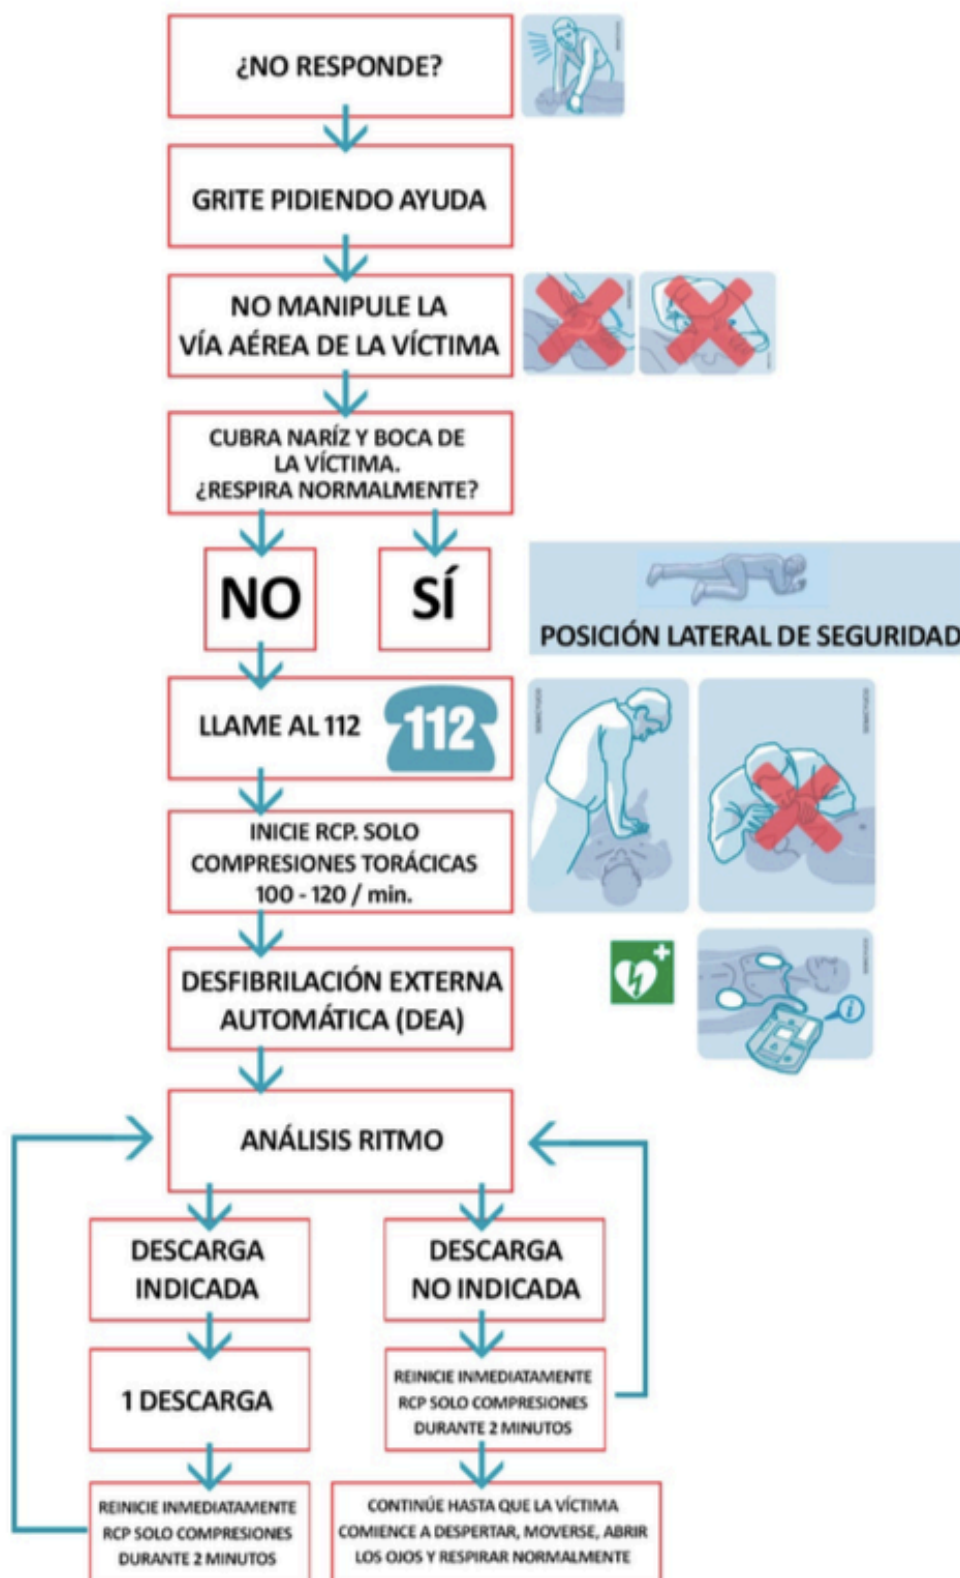 ¿NO RESPONDE?
GRITE PIDIENDO AYUDA
NO MANIPULE LA
VÍA AÉREA DE LA VÍCTIMA
CUBRA NARÍZ Y BOCA DE
LA VÍCTIMA.
¿RESPIRA NORMALMENTE?
NO
SÍ
POSICIÓN LATERAL DE SEGURIDAD
LLAME AL 112
112
INICIE RCP. SOLO
COMPRESIONES TORÁCICAS
100 - 120 / min.
DESFIBRILACIÓN EXTERNA
AUTOMÁTICA (DEA)
i
ANÁLISIS RITMO
DESCARGA
INDICADA
DESCARGA
NO INDICADA
1 DESCARGA
REINICIE INMEDIATAMENTE
RCP SOLO COMPRESIONES
DURANTE 2 MINUTOS
REINICIE INMEDIATAMENTE
RCP SOLO COMPRESIONES
DURANTE 2 MINUTOS
CONTINÚE HASTA QUE LA VÍCTIMA
COMIENCE A DESPERTAR, MOVERSE, ABRIR
LOS OJOS Y RESPIRAR NORMALMENTE